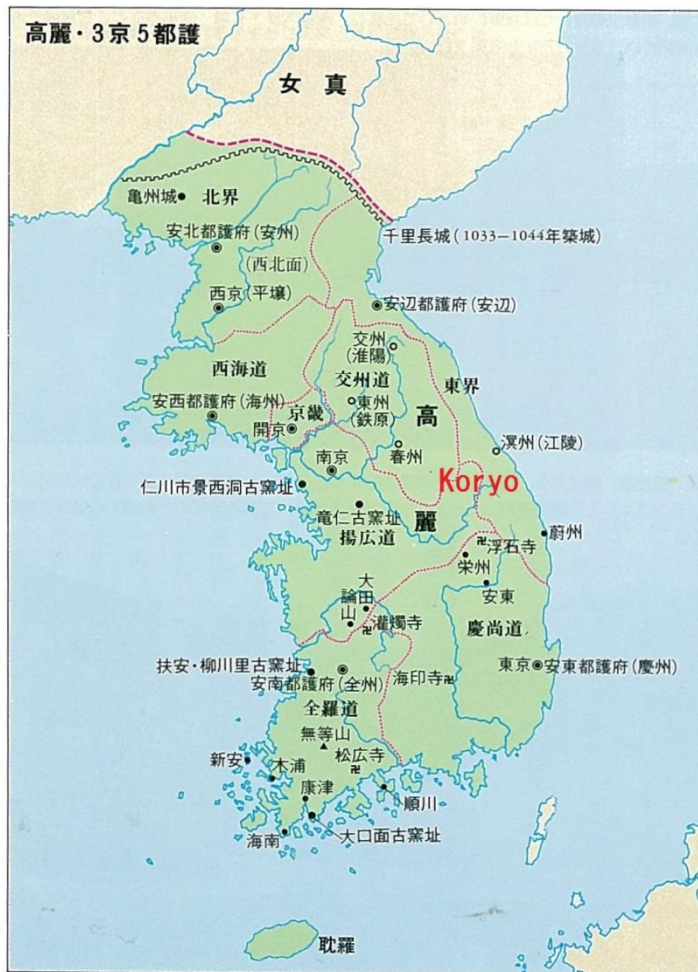 高麗・3京5都護
女真
亀州城
北界
千里長城(1033−1044年築城)
安北都護府(安州)
(西北面)
西京(平壌)
安辺都護府(安辺)
交州
(淮陽)
西海道
交州道
東界
東州
(鉄原)
安西都護府(海州)
京畿
高
開京
春州
溟州(江陵)
南京
Koryo
仁川市景西洞古窯址
竜仁古窯址
麗
揚広道
蔚州
浮石寺
栄州
大田
安東
論山
灌燭寺
慶尚道
扶安・柳川里古窯址
安南都護府(全州)
海印寺
東京
安東都護府(慶州)
全羅道
無等山
新安
松広寺
木浦
康津
順川
海南
大口面古窯址
耽羅